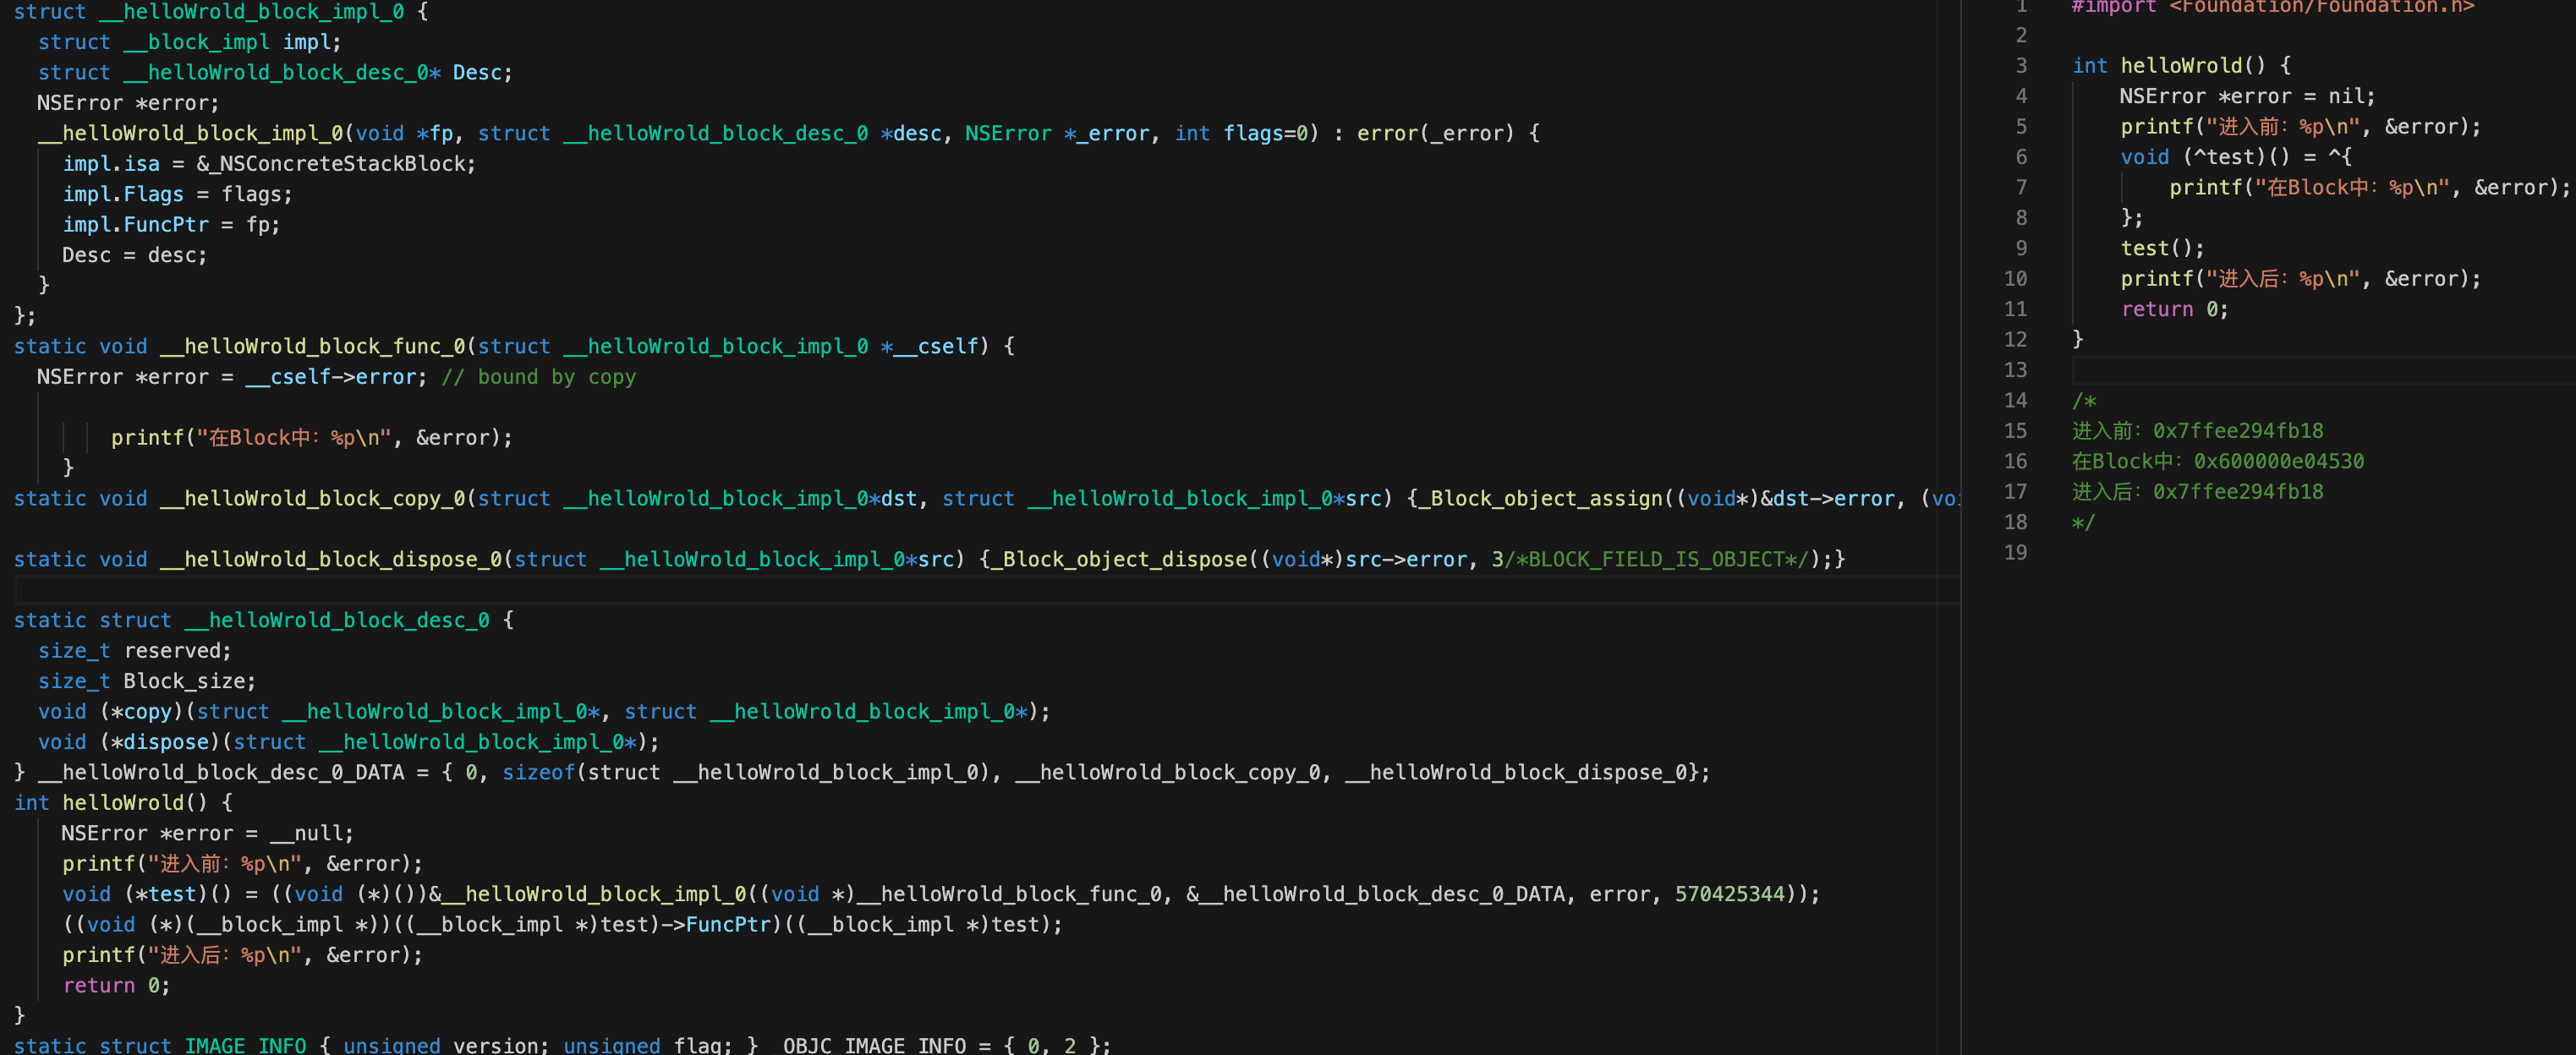 struct __helloWrold_block_impl_0 {
  struct __block_impl impl;
  struct __helloWrold_block_desc_0* Desc;
  NSError *error;
  __helloWrold_block_impl_0(void *fp, struct __helloWrold_block_desc_0 *desc, NSError *_error, int flags=0) : error(_error) {
    impl.isa = &_NSConcreteStackBlock;
    impl.Flags = flags;
    impl.FuncPtr = fp;
    Desc = desc;
  }
};
static void __helloWrold_block_func_0(struct __helloWrold_block_impl_0 *__cself) {
  NSError *error = __cself->error; // bound by copy
        printf("在Block中: %p\n", &error);
    }
static void __helloWrold_block_copy_0(struct __helloWrold_block_impl_0*dst, struct __helloWrold_block_impl_0*src) {_Block_object_assign((void*)&dst->error, (voi
static void __helloWrold_block_dispose_0(struct __helloWrold_block_impl_0*src) {_Block_object_dispose((void*)src->error, 3/*BLOCK_FIELD_IS_OBJECT*/);}
static struct __helloWrold_block_desc_0 {
  size_t reserved;
  size_t Block_size;
  void (*copy)(struct __helloWrold_block_impl_0*, struct __helloWrold_block_impl_0*);
  void (*dispose)(struct __helloWrold_block_impl_0*);
} __helloWrold_block_desc_0_DATA = { 0, sizeof(struct __helloWrold_block_impl_0), __helloWrold_block_copy_0, __helloWrold_block_dispose_0};
int helloWrold() {
    NSError *error = __null;
    printf("进入前: %p\n", &error);
    void (*test)() = ((void (*)())&__helloWrold_block_impl_0((void *)__helloWrold_block_func_0, &__helloWrold_block_desc_0_DATA, error, 570425344));
    ((void (*)(__block_impl *))((__block_impl *)test)->FuncPtr)((__block_impl *)test);
    printf("进入后: %p\n", &error);
    return 0;
}
static struct IMAGE_INFO { unsigned version; unsigned flag; } _OBJC_IMAGE_INFO = { 0, 2 };
1 #import <Foundation/Foundation.h>
2
3 int helloWrold() {
4     NSError *error = nil;
5     printf("进入前: %p\n", &error);
6     void (^test)() = ^{
7         printf("在Block中: %p\n", &error);
8     };
9     test();
10     printf("进入后: %p\n", &error);
11     return 0;
12 }
13
14 /*
15 进入前: 0x7ffee294fb18
16 在Block中: 0x600000e04530
17 进入后: 0x7ffee294fb18
18 */
19